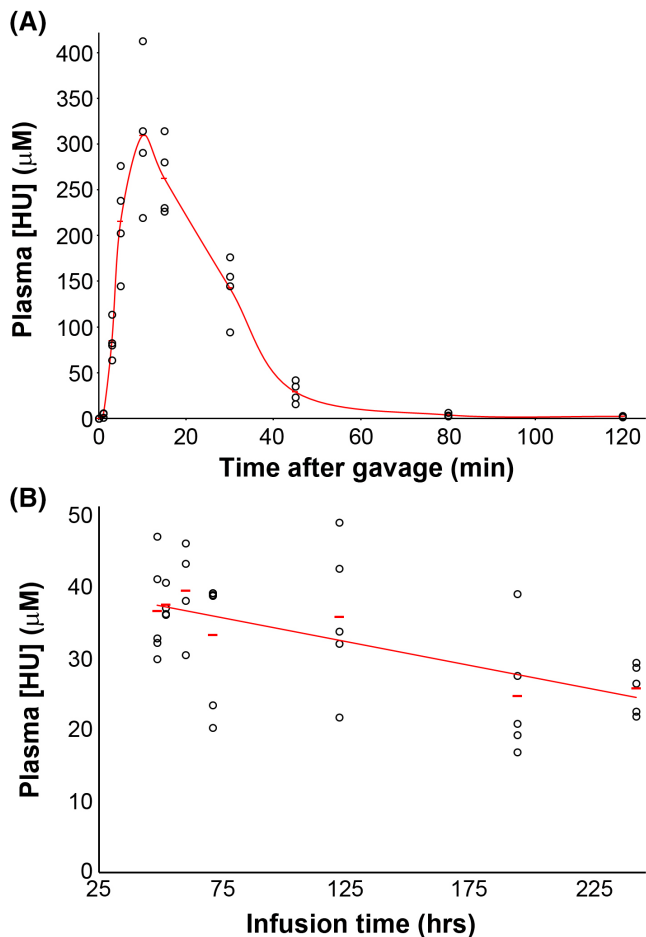 (A)
Plasma [HU] (μM)
400
350
300
250
200
150
100
50
0
0 20 40 60 80 100 120
Time after gavage (min)
(B)
Plasma [HU] (μM)
50
40
30
20
10
0
25 75 125 175 225
Infusion time (hrs)